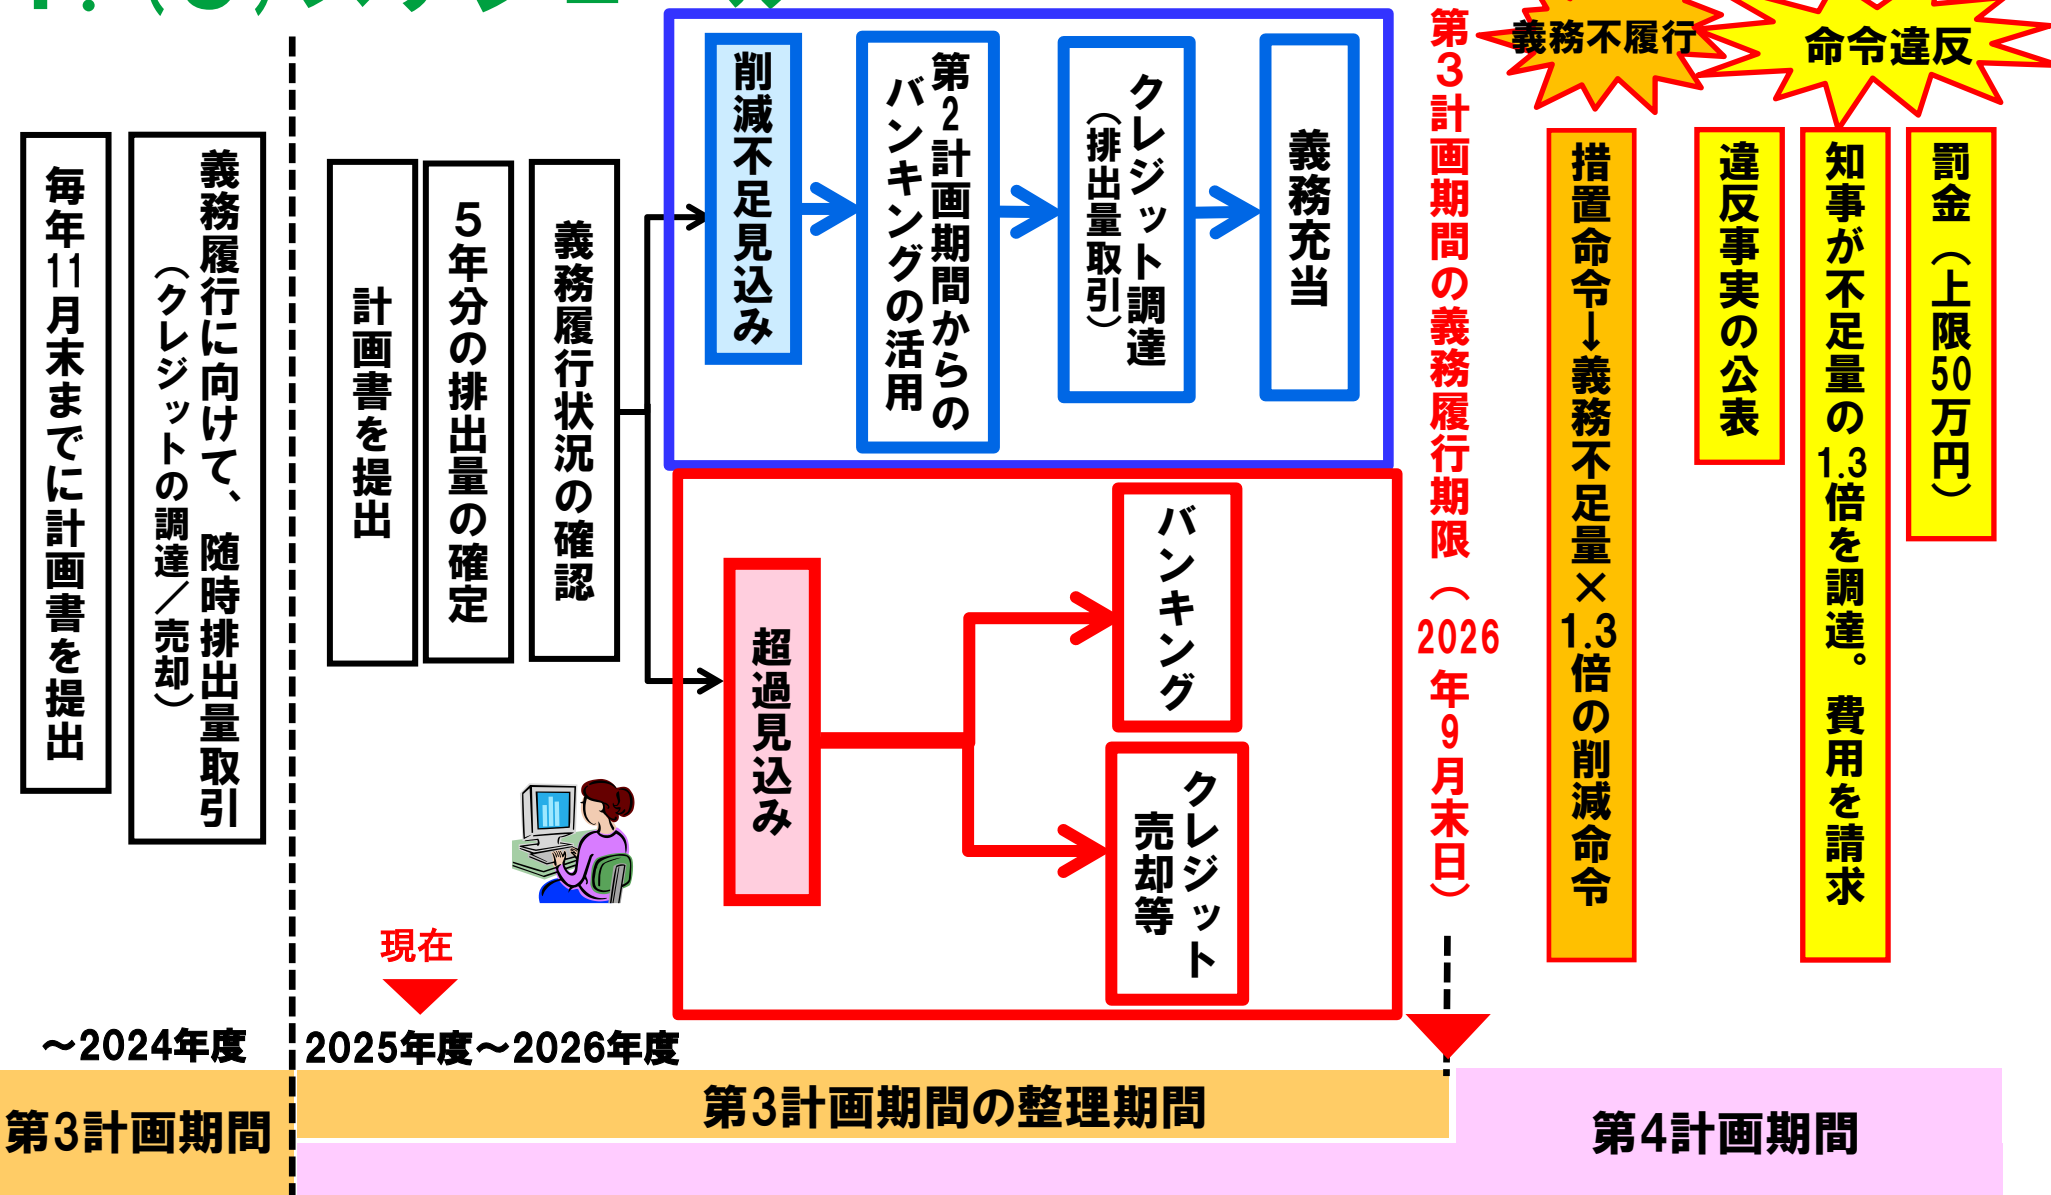 義務不履行
命令違反
毎年11月末までに計画書を提出
義務履行に向けて、随時排出量取引
（クレジットの調達／売却）
計画書を提出
５年分の排出量の確定
義務履行状況の確認
削減不足見込み
第2計画期間からの
バンキングの活用
クレジット調達
（排出量取引）
義務充当
超過見込み
バンキング
クレジット
売却等
第３計画期間の義務履行期限（2026年９月末日）
措置命令→義務不足量×1.3倍の削減命令
違反事実の公表
知事が不足量の1.3倍を調達。費用を請求
罰金（上限50万円）
現在
～2024年度
2025年度～2026年度
第3計画期間
第3計画期間の整理期間
第4計画期間